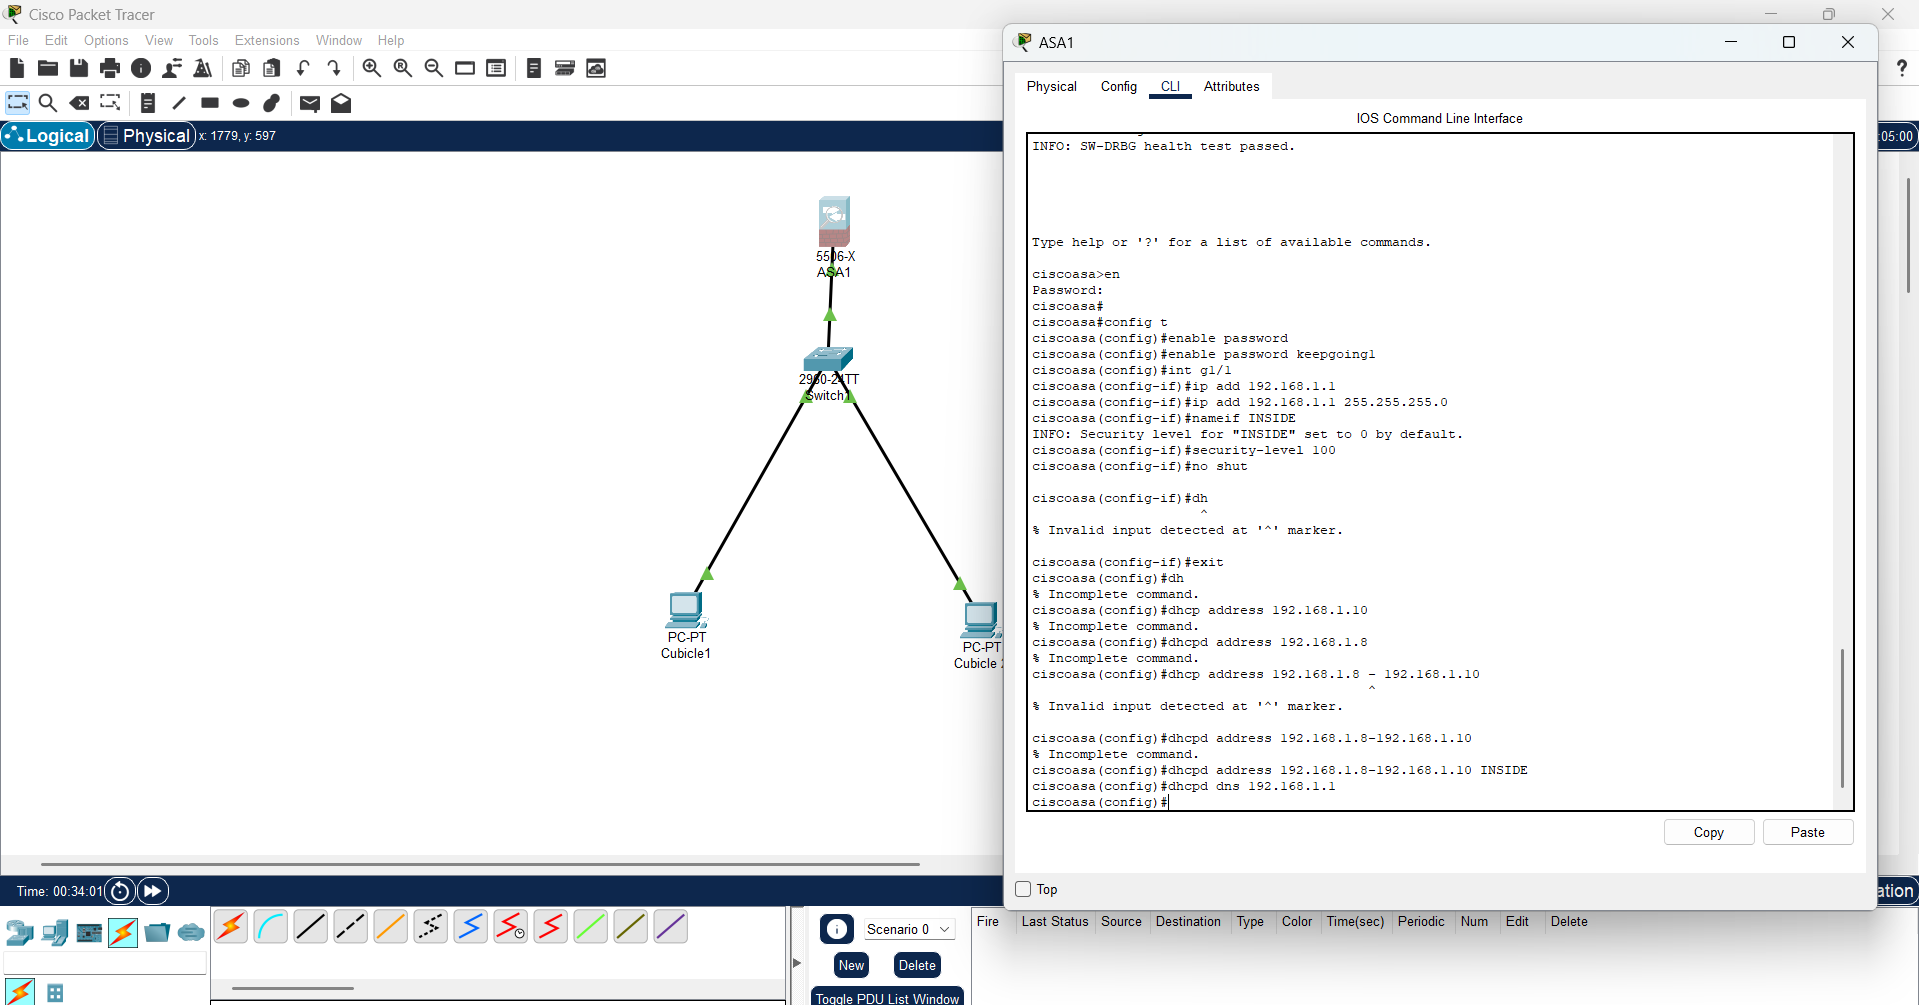 Cisco Packet Tracer
File Edit Options View Tools Extensions Window Help
Logical Physical x: 1779, y: 597
:05:00
5506-X
ASA1
2960-24TT
Switch1
PC-PT
Cubicle1
PC-PT
Cubicle
ASA1
Physical Config CLI Attributes
IOS Command Line Interface
INFO: SW-DRBG health test passed.
Type help or '?' for a list of available commands.
ciscoasa>en
Password:
ciscoasa#
ciscoasa#config t
ciscoasa(config)#enable password
ciscoasa(config)#enable password keepgoing1
ciscoasa(config)#int g1/1
ciscoasa(config-if)#ip add 192.168.1.1
ciscoasa(config-if)#ip add 192.168.1.1 255.255.255.0
ciscoasa(config-if)#nameif INSIDE
INFO: Security level for "INSIDE" set to 0 by default.
ciscoasa(config-if)#security-level 100
ciscoasa(config-if)#no shut
ciscoasa(config-if)#dh
^
% Invalid input detected at '^' marker.
ciscoasa(config-if)#exit
ciscoasa(config)#dh
% Incomplete command.
ciscoasa(config)#dhcp address 192.168.1.10
% Incomplete command.
ciscoasa(config)#dhcpd address 192.168.1.8
% Incomplete command.
ciscoasa(config)#dhcp address 192.168.1.8 - 192.168.1.10
^
% Invalid input detected at '^' marker.
ciscoasa(config)#dhcpd address 192.168.1.8-192.168.1.10
% Incomplete command.
ciscoasa(config)#dhcpd address 192.168.1.8-192.168.1.10 INSIDE
ciscoasa(config)#dhcpd dns 192.168.1.1
ciscoasa(config)#
Copy Paste
Top
Time: 00:34:01
ation
Scenario 0
New Delete
Toggle PDU List Window
Fire Last Status Source Destination Type Color Time(sec) Periodic Num Edit Delete